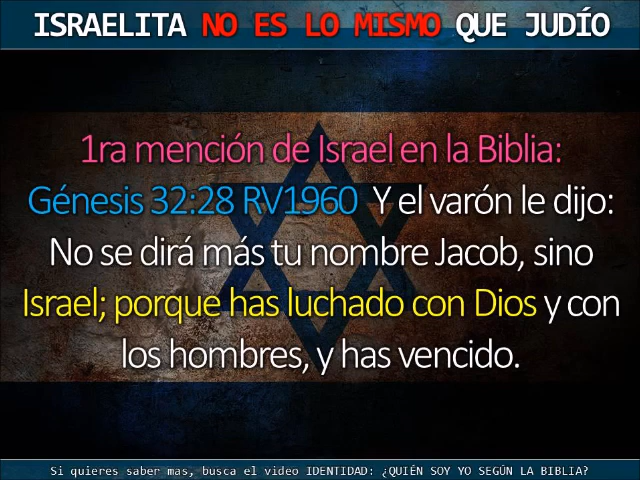 ISRAELITA NO ES LO MISMO QUE JUDÍO
1ra mención de Israel en la Biblia:
Génesis 32:28 RV1960 Y el varón le dijo:
No se dirá más tu nombre Jacob, sino
Israel; porque has luchado con Dios y con
los hombres, y has vencido.
Si quieres saber mas, busca el video IDENTIDAD: ¿QUIÉN SOY YO SEGÚN LA BIBLIA?